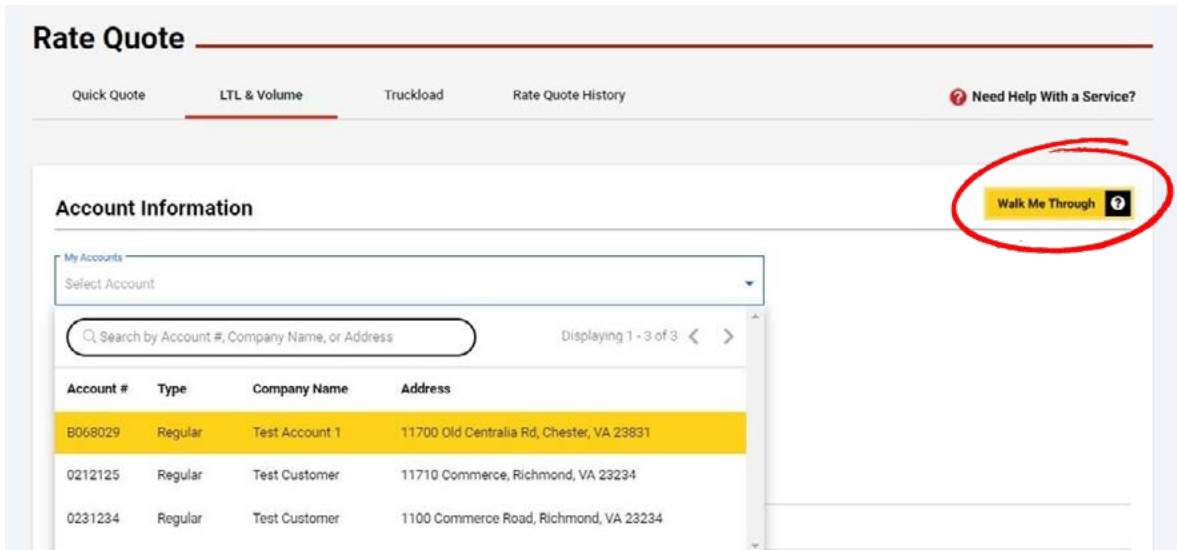 Rate Quote
Quick Quote LTL & Volume Truckload Rate Quote History Need Help With a Service?
Account Information Walk Me Through
My Accounts
Select Account
Search by Account #, Company Name, or Address Displaying 1 - 3 of 3
Account # Type Company Name Address
B068029 Regular Test Account 1 11700 Old Centralia Rd, Chester, VA 23831
0212125 Regular Test Customer 11710 Commerce, Richmond, VA 23234
0231234 Regular Test Customer 1100 Commerce Road, Richmond, VA 23234